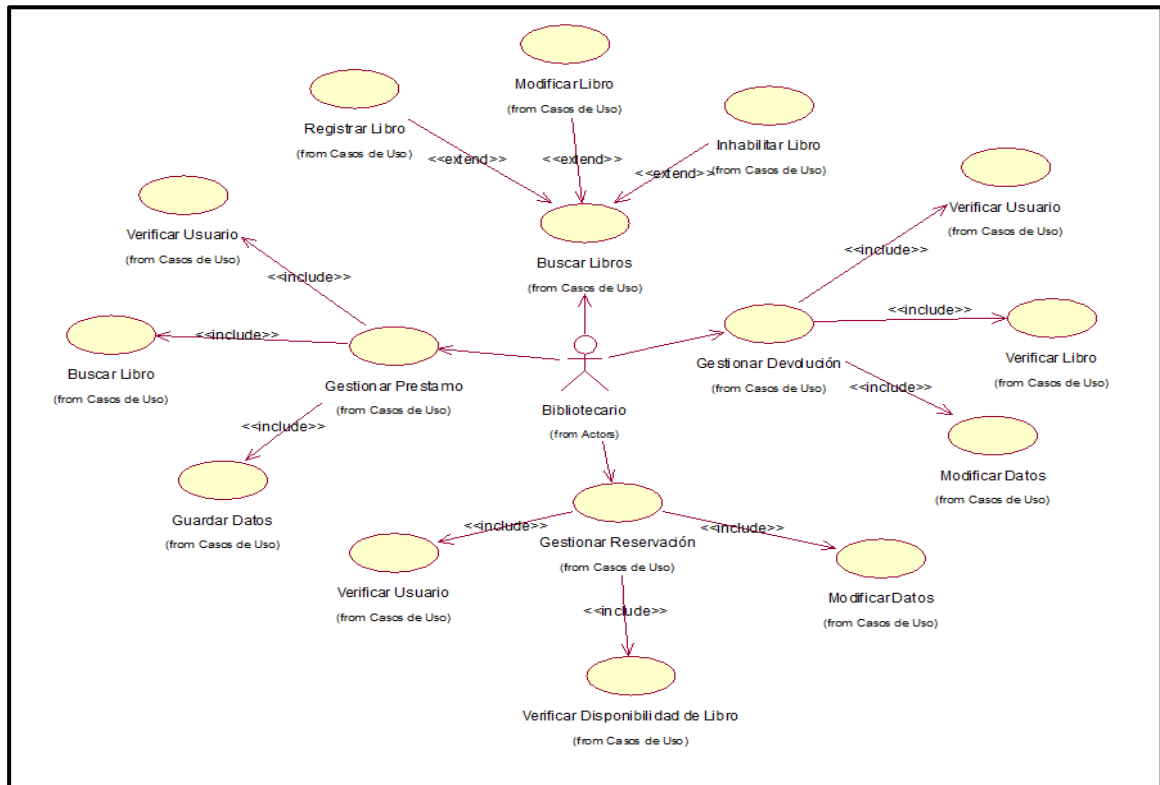 Modificar Libro
(from Casos de Uso)
Registrar Libro
(from Casos de Uso)
Inhabilitar Libro
(from Casos de Uso)
<<extend>>
<<extend>>
<<extend>>
Verificar Usuario
(from Casos de Uso)
Verificar Usuario
(from Casos de Uso)
Buscar Libros
(from Casos de Uso)
<<include>>
<<include>>
<<include>>
<<include>>
Buscar Libro
(from Casos de Uso)
Gestionar Prestamo
(from Casos de Uso)
Gestionar Devolución
(from Casos de Uso)
Verificar Libro
(from Casos de Uso)
<<include>>
<<include>>
Bibliotecario
(from Actors)
Modificar Datos
(from Casos de Uso)
Guardar Datos
(from Casos de Uso)
<<include>>
<<include>>
Gestionar Reservación
(from Casos de Uso)
Verificar Usuario
(from Casos de Uso)
Modificar Datos
(from Casos de Uso)
<<include>>
Verificar Disponibilidad de Libro
(from Casos de Uso)